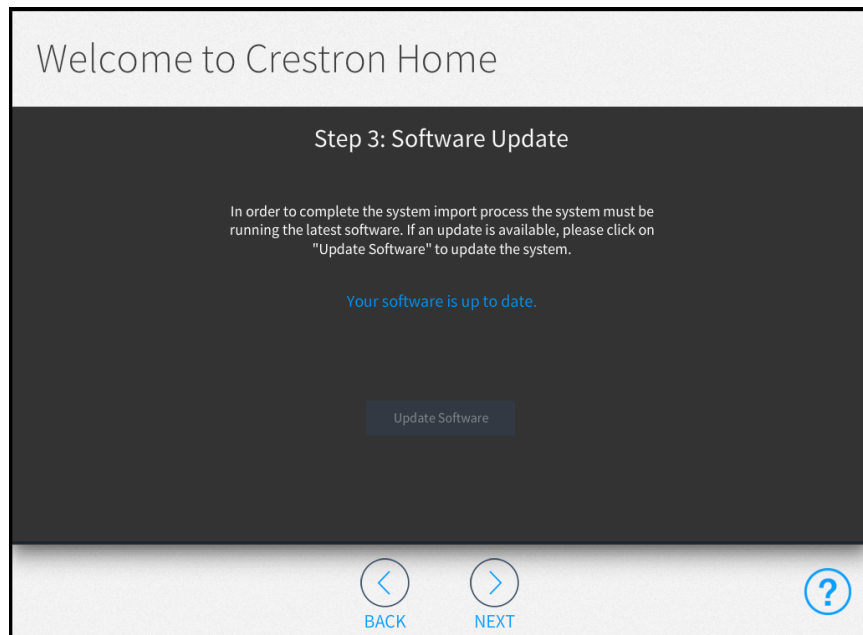 Welcome to Crestron Home
Step 3: Software Update
In order to complete the system import process the system must be
running the latest software. If an update is available, please click on
"Update Software" to update the system.
Your software is up to date.
Update Software
BACK
NEXT
?